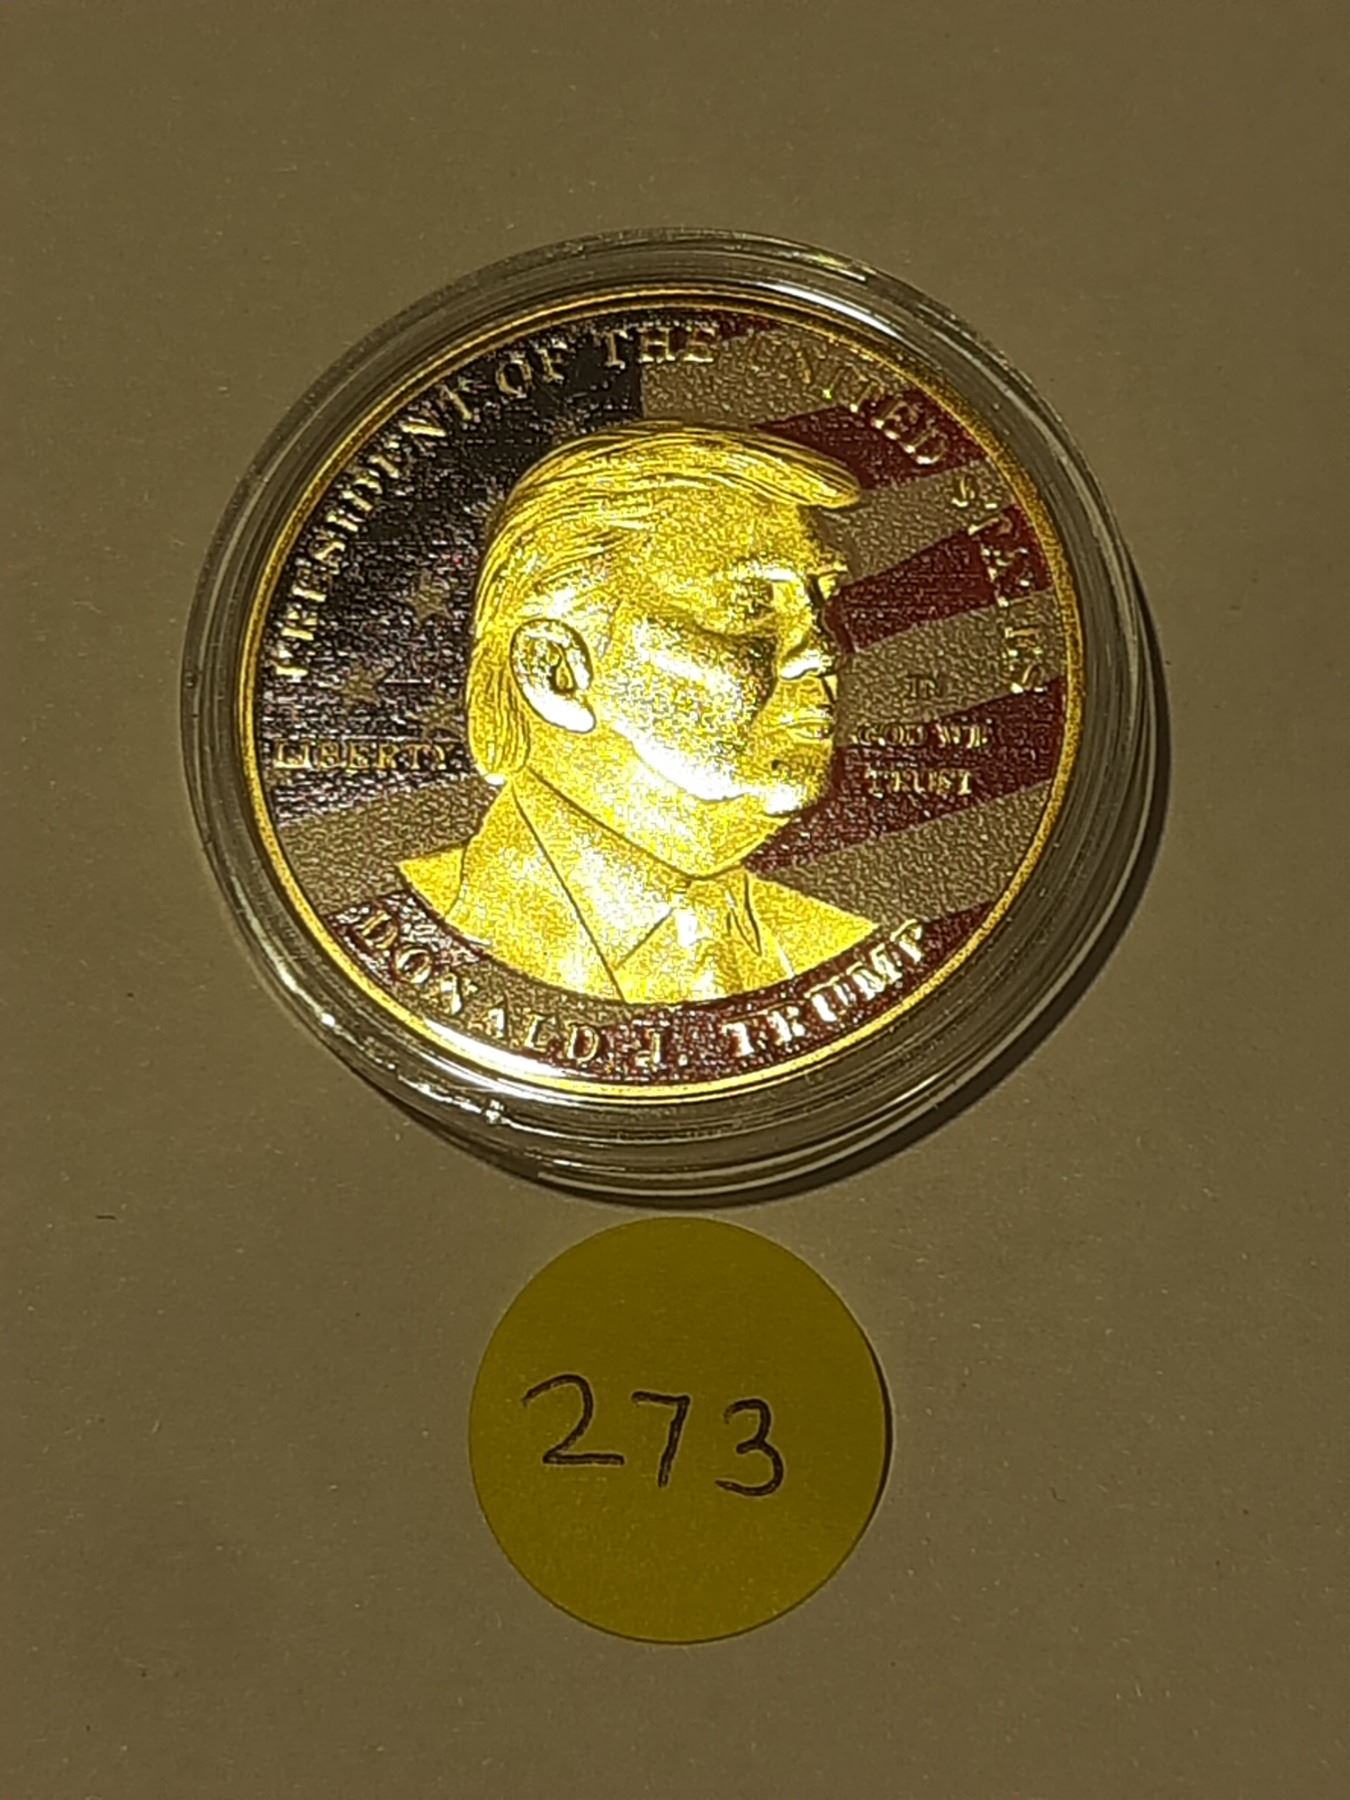 PRESIDENT OF THE UNITED STATES
LIBERTY
IN
GOD WE
TRUST
DONALD J. TRUMP
273